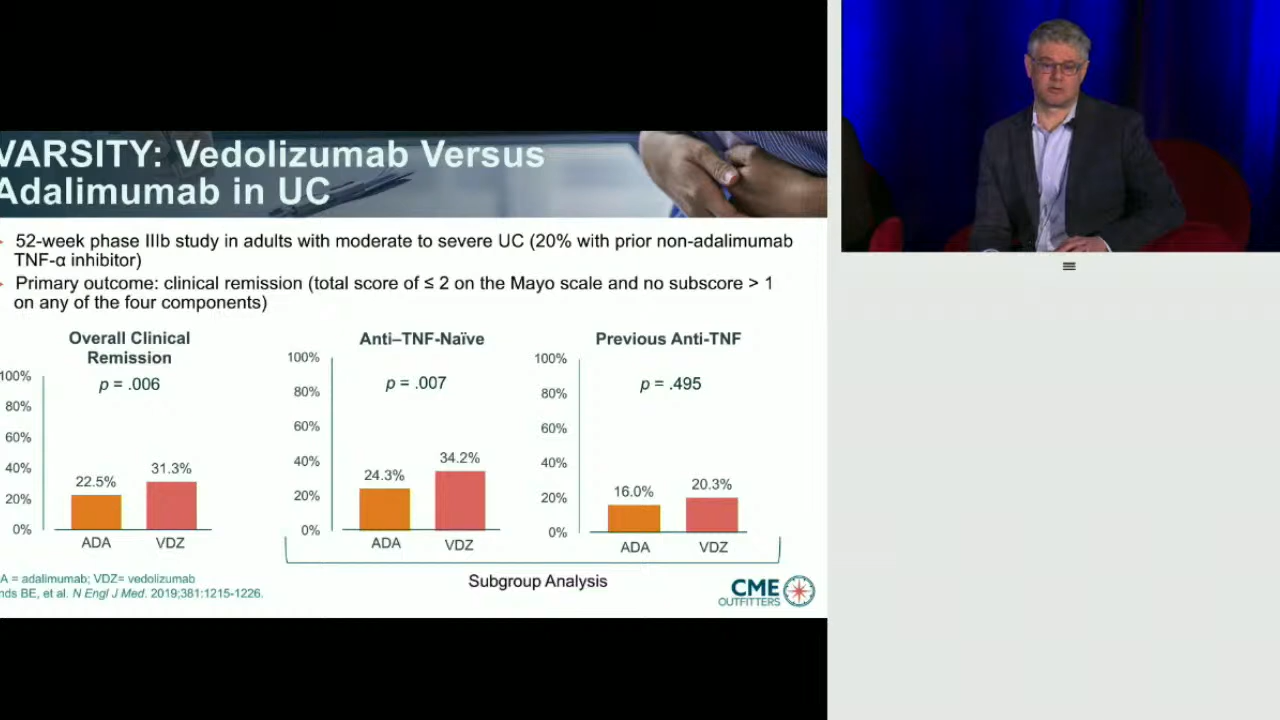 VARSITY: Vedolizumab Versus
Adalimumab in UC
52-week phase IIIb study in adults with moderate to severe UC (20% with prior non-adalimumab
TNF-α inhibitor)
Primary outcome: clinical remission (total score of ≤ 2 on the Mayo scale and no subscore > 1
on any of the four components)
Overall Clinical
Remission
p = .006
100%
80%
60%
40%
20%
0%
22.5%
31.3%
ADA
VDZ
Anti–TNF-Naïve
p = .007
100%
80%
60%
40%
20%
0%
24.3%
34.2%
ADA
VDZ
Previous Anti-TNF
p = .495
100%
80%
60%
40%
20%
0%
16.0%
20.3%
ADA
VDZ
Subgroup Analysis
A = adalimumab; VDZ= vedolizumab
nds BE, et al. N Engl J Med. 2019;381:1215-1226.
CME
OUTFITTERS